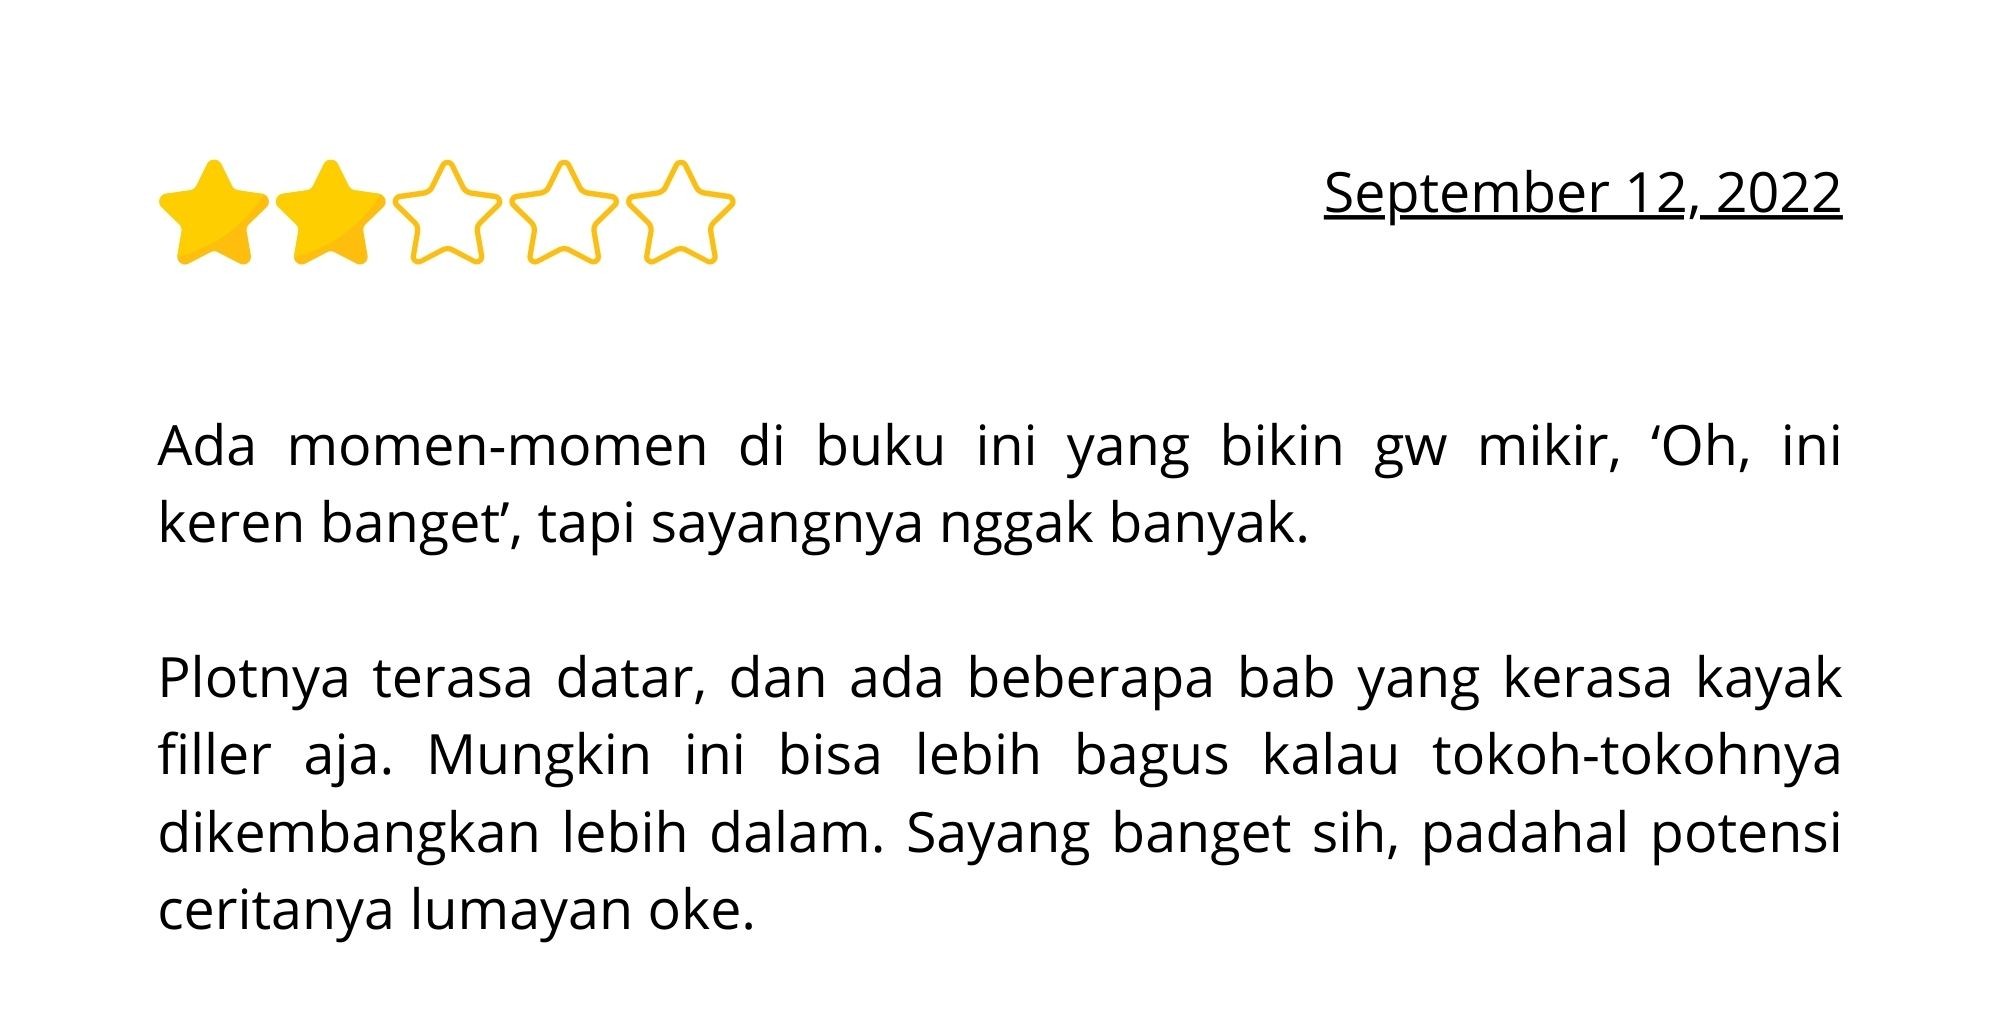 September 12, 2022
Ada momen-momen di buku ini yang bikin gw mikir, ‘Oh, ini
keren banget’, tapi sayangnya nggak banyak.
Plotnya terasa datar, dan ada beberapa bab yang kerasa kayak
filler aja. Mungkin ini bisa lebih bagus kalau tokoh-tokohnya
dikembangkan lebih dalam. Sayang banget sih, padahal potensi
ceritanya lumayan oke.